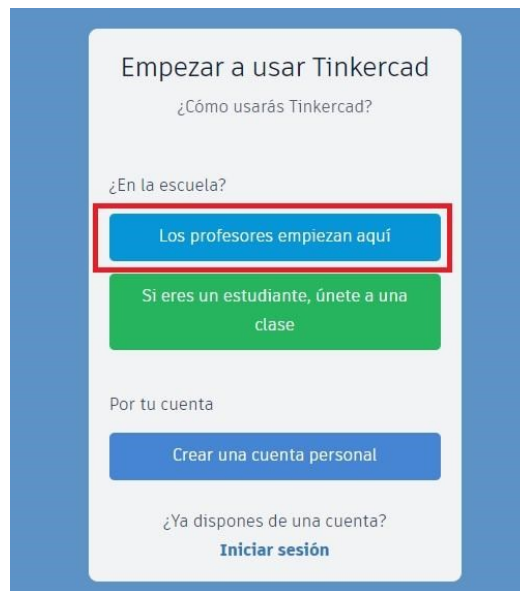 Empezar a usar Tinkercad
¿Cómo usarás Tinkercad?
¿En la escuela?
Los profesores empiezan aquí
Si eres un estudiante, únete a una
clase
Por tu cuenta
Crear una cuenta personal
¿Ya dispones de una cuenta?
Iniciar sesión